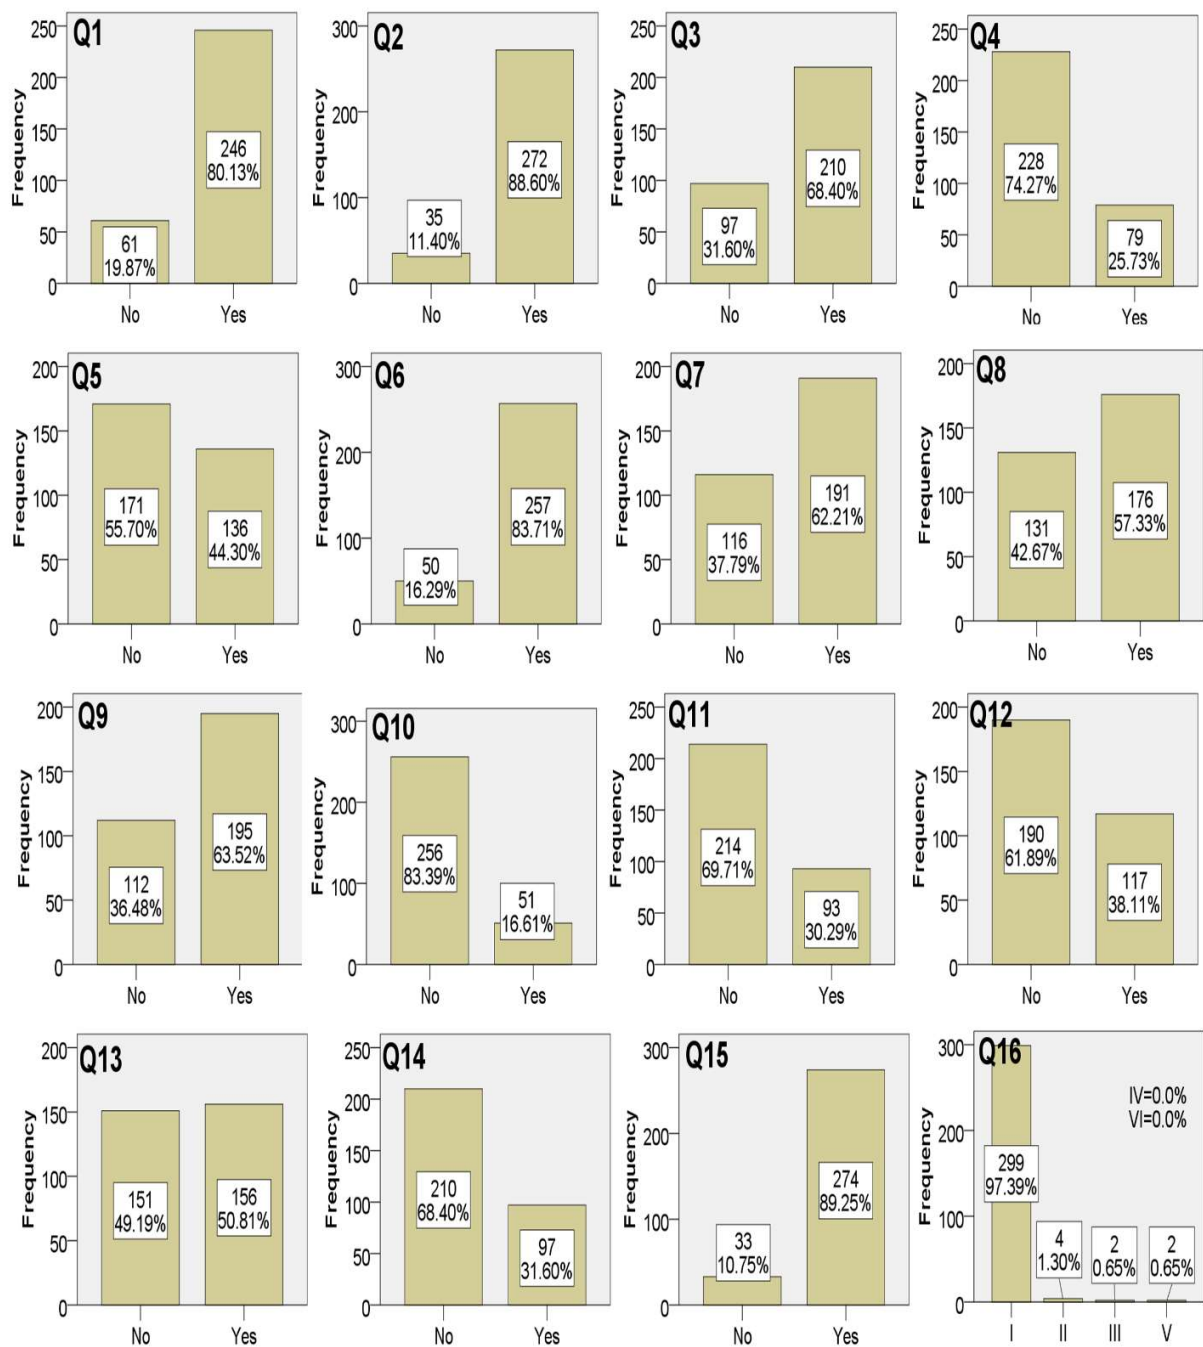 Q1
Frequency
250
200
150
100
50
0
61
19.87%
246
80.13%
No
Yes
Q2
Frequency
300
200
100
0
35
11.40%
272
88.60%
No
Yes
Q3
Frequency
250
200
150
100
50
0
97
31.60%
210
68.40%
No
Yes
Q4
Frequency
250
200
150
100
50
0
228
74.27%
79
25.73%
No
Yes
Q5
Frequency
200
150
100
50
0
171
55.70%
136
44.30%
No
Yes
Q6
Frequency
300
200
100
0
50
16.29%
257
83.71%
No
Yes
Q7
Frequency
200
150
100
50
0
116
37.79%
191
62.21%
No
Yes
Q8
Frequency
200
150
100
50
0
131
42.67%
176
57.33%
No
Yes
Q9
Frequency
200
150
100
50
0
112
36.48%
195
63.52%
No
Yes
Q10
Frequency
300
200
100
0
256
83.39%
51
16.61%
No
Yes
Q11
Frequency
250
200
150
100
50
0
214
69.71%
93
30.29%
No
Yes
Q12
Frequency
200
150
100
50
0
190
61.89%
117
38.11%
No
Yes
Q13
Frequency
200
150
100
50
0
151
49.19%
156
50.81%
No
Yes
Q14
Frequency
250
200
150
100
50
0
210
68.40%
97
31.60%
No
Yes
Q15
Frequency
300
200
100
0
33
10.75%
274
89.25%
No
Yes
Q16
Frequency
300
200
100
0
IV=0.0%
VI=0.0%
299
97.39%
4
1.30%
2
0.65%
2
0.65%
I
II
III
V